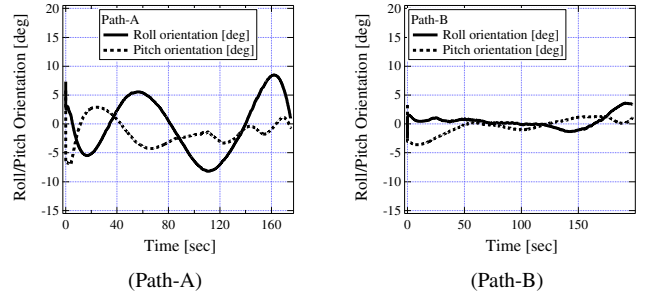 Roll/Pitch Orientation [deg]
20
15
10
5
0
-5
-10
-15
Path-A
Roll orientation [deg]
Pitch orientation [deg]
0
40
80
120
160
Time [sec]
(Path-A)
Roll/Pitch Orientation [deg]
20
15
10
5
0
-5
-10
-15
Path-B
Roll orientation [deg]
Pitch orientation [deg]
0
50
100
150
Time [sec]
(Path-B)